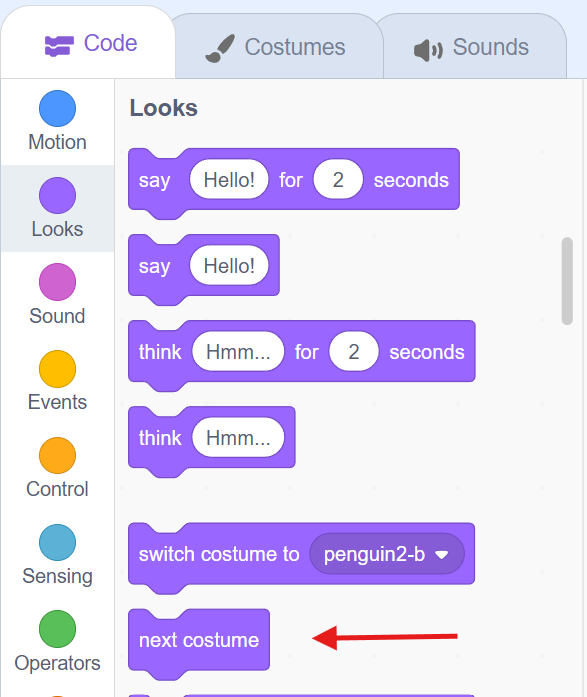 Code Costumes Sounds
Looks
Motion
Looks
Sound
Events
Control
Sensing
Operators
say Hello! for 2 seconds
say Hello!
think Hmm... for 2 seconds
think Hmm...
switch costume to penguin2-b
next costume